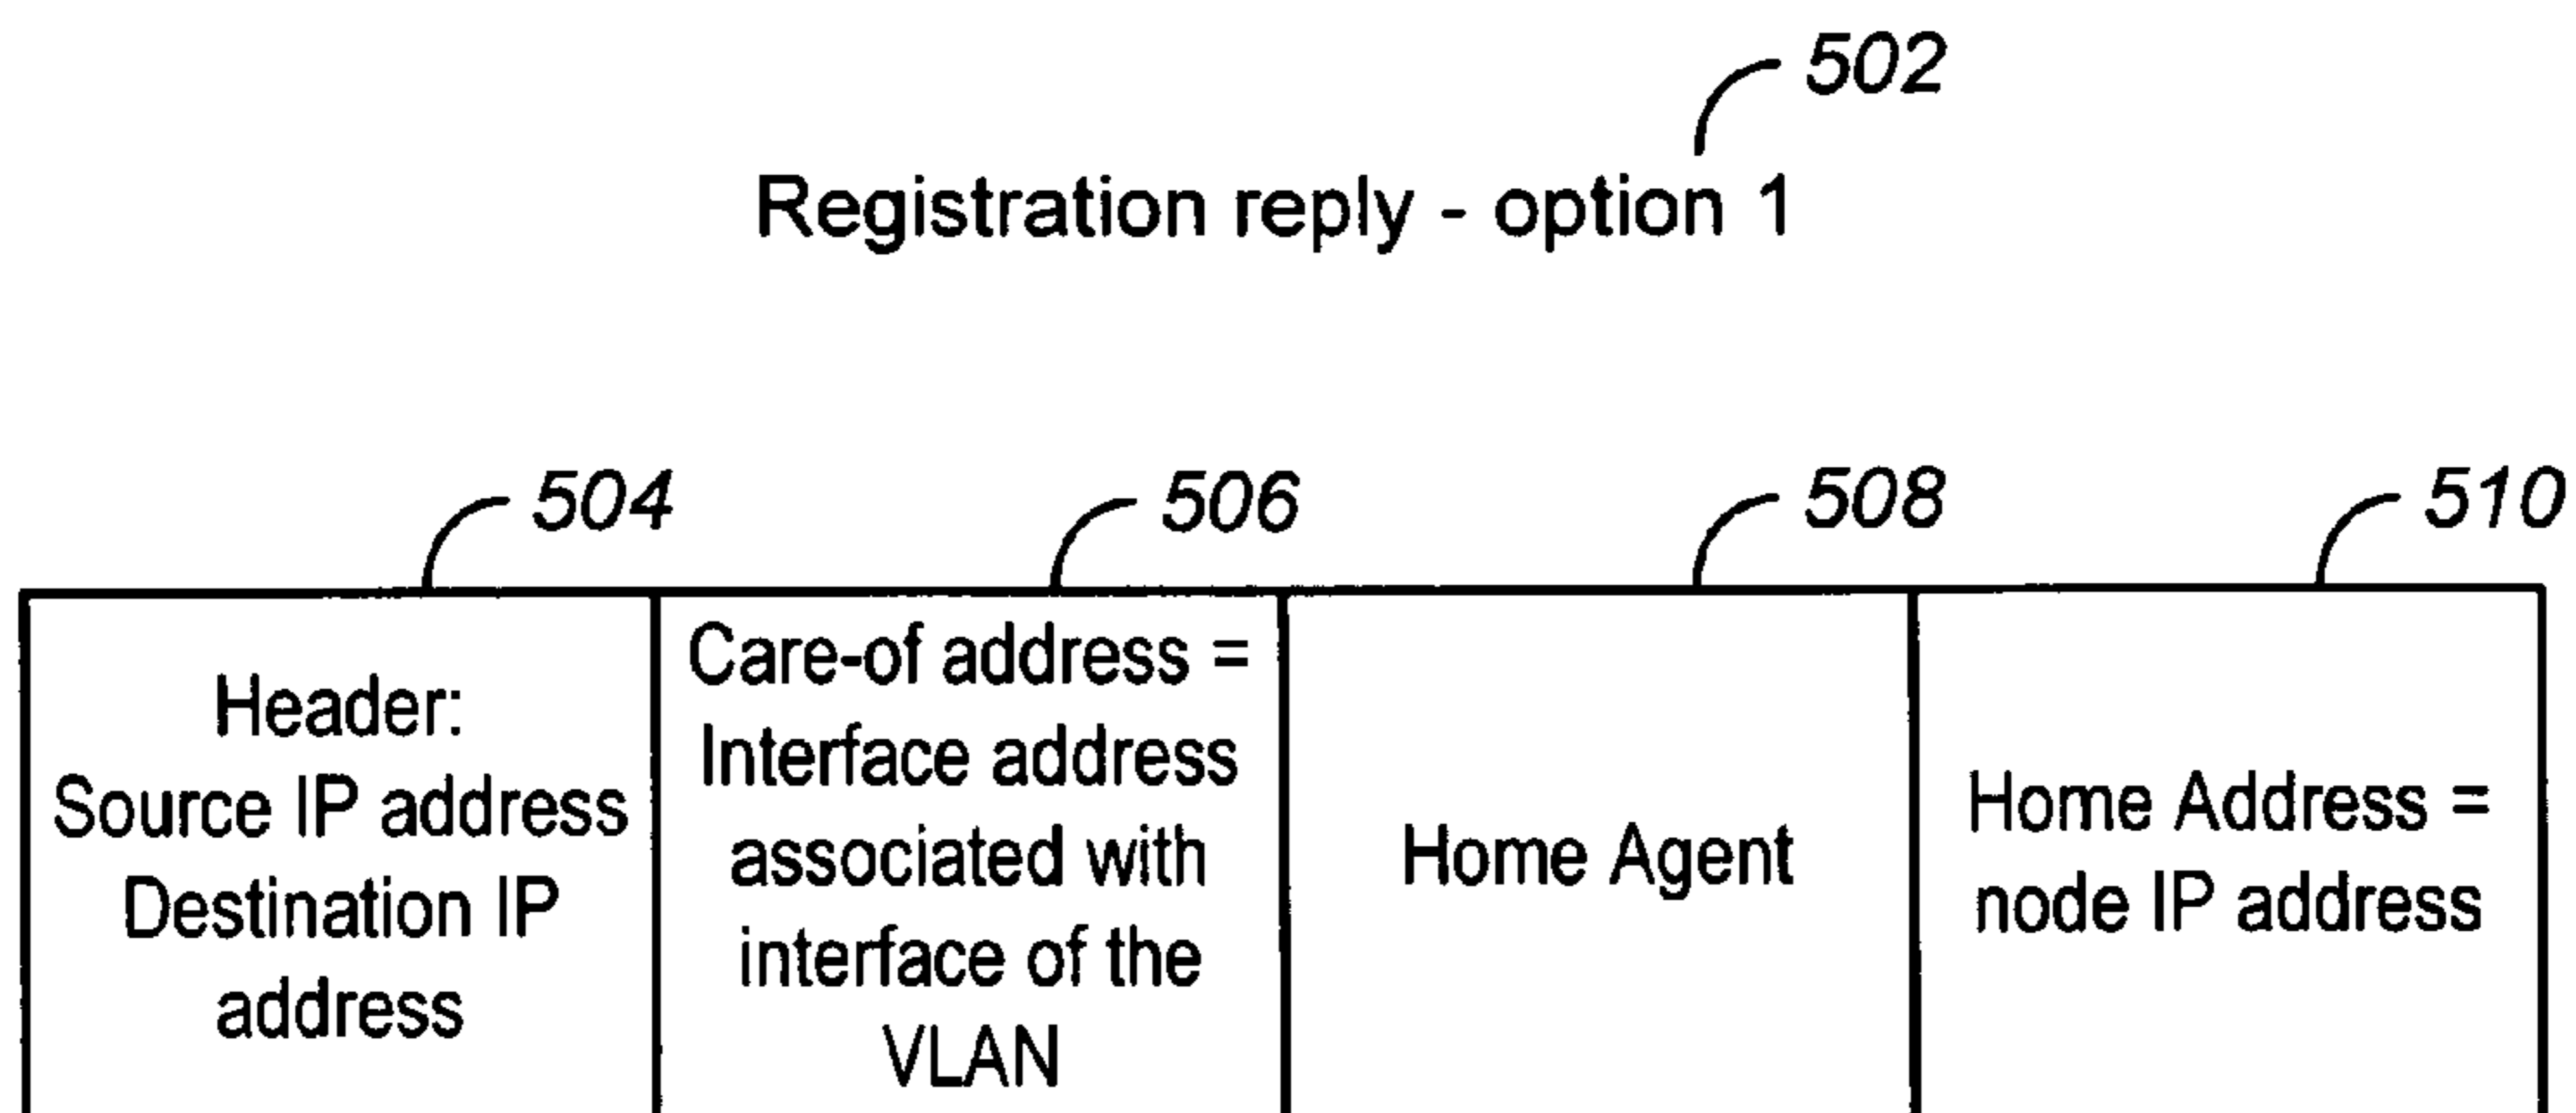 502
Registration reply - option 1
504
506
508
510
Header:
Source IP address
Destination IP
address
Care-of address =
Interface address
associated with
interface of the
VLAN
Home Agent
Home Address =
node IP address